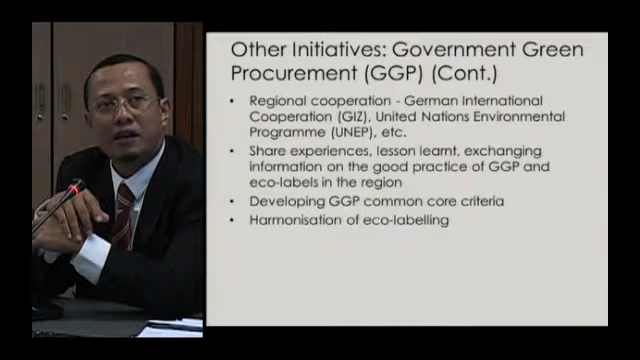 Other Initiatives: Government Green
Procurement (GGP) (Cont.)
• Regional cooperation - German International
Cooperation (GIZ), United Nations Environmental
Programme (UNEP), etc.
• Share experiences, lesson learnt, exchanging
information on the good practice of GGP and
eco-labels in the region
• Developing GGP common core criteria
• Harmonisation of eco-labelling